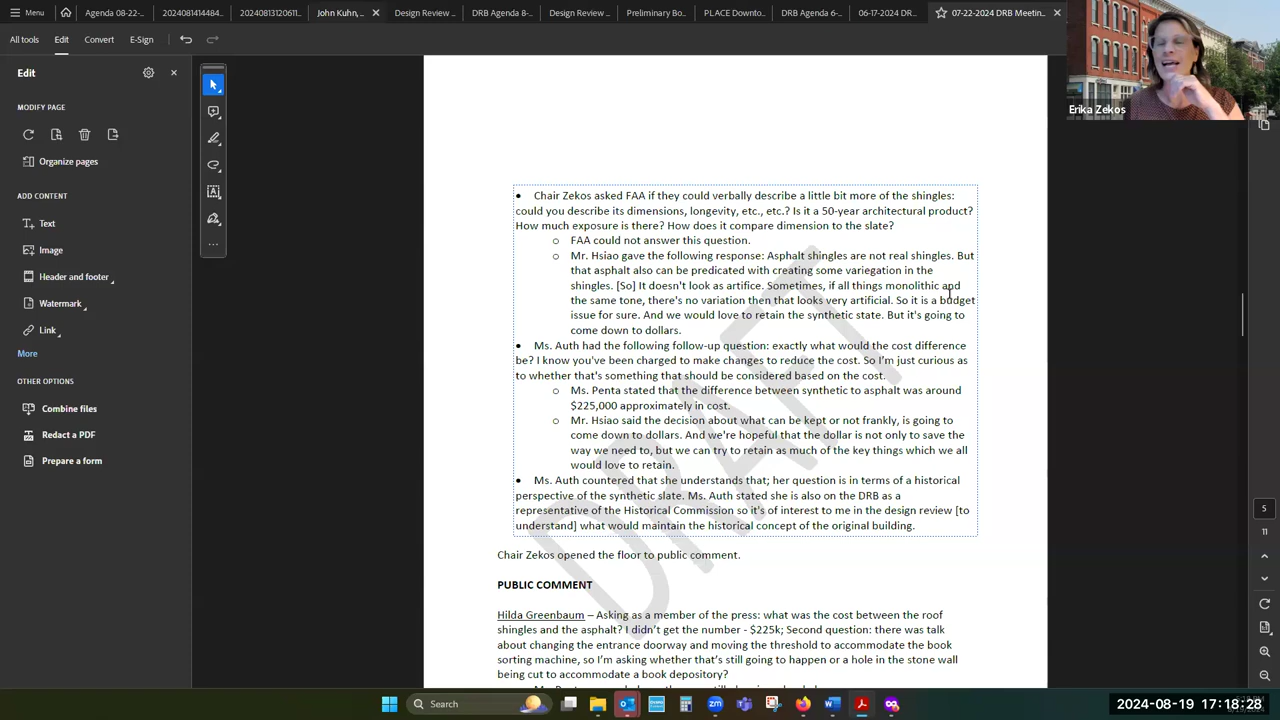 Menu
Agenda 08-22-...
2024081414484...
20240813120611...
John Kuhn, ...
Design Review ...
DRB Agenda 8-...
Design Review ...
Preliminary Bo...
PLACE Downto...
DRB Agenda 6-...
06-17-2024 DR...
07-22-2024 DRB Meetin...
All tools
Edit
Convert
E-Sign
Erika Zekos
Edit
MODIFY PAGE
Organize pages
ADD CONTENT
Text
Image
Header and footer
Watermark
Link
More
OTHER OPTIONS
Combine files
Redact a PDF
Prepare a form
• Chair Zekos asked FAA if they could verbally describe a little bit more of the shingles:
could you describe its dimensions, longevity, etc., etc.? Is it a 50-year architectural product?
How much exposure is there? How does it compare dimension to the slate?
o FAA could not answer this question.
o Mr. Hsiao gave the following response: Asphalt shingles are not real shingles. But
that asphalt also can be predicated with creating some variegation in the
shingles. [So] It doesn't look as artifice. Sometimes, if all things monolithic and
the same tone, there's no variation then that looks very artificial. So it is a budget
issue for sure. And we would love to retain the synthetic state. But it's going to
come down to dollars.
• Ms. Auth had the following follow-up question: exactly what would the cost difference
be? I know you've been charged to make changes to reduce the cost. So I'm just curious as
to whether that's something that should be considered based on the cost.
o Ms. Penta stated that the difference between synthetic to asphalt was around
$225,000 approximately in cost.
o Mr. Hsiao said the decision about what can be kept or not frankly, is going to
come down to dollars. And we're hopeful that the dollar is not only to save the
way we need to, but we can try to retain as much of the key things which we all
would love to retain.
• Ms. Auth countered that she understands that; her question is in terms of a historical
perspective of the synthetic slate. Ms. Auth stated she is also on the DRB as a
representative of the Historical Commission so it's of interest to me in the design review [to
understand] what would maintain the historical concept of the original building.
Chair Zekos opened the floor to public comment.
PUBLIC COMMENT
Hilda Greenbaum – Asking as a member of the press: what was the cost between the roof
shingles and the asphalt? I didn't get the number - $225k; Second question: there was talk
about changing the entrance doorway and moving the threshold to accommodate the book
sorting machine, so I'm asking whether that's still going to happen or a hole in the stone wall
being cut to accommodate a book depository?
DRAFT
5
11
Search
2024-08-19 17:18:28